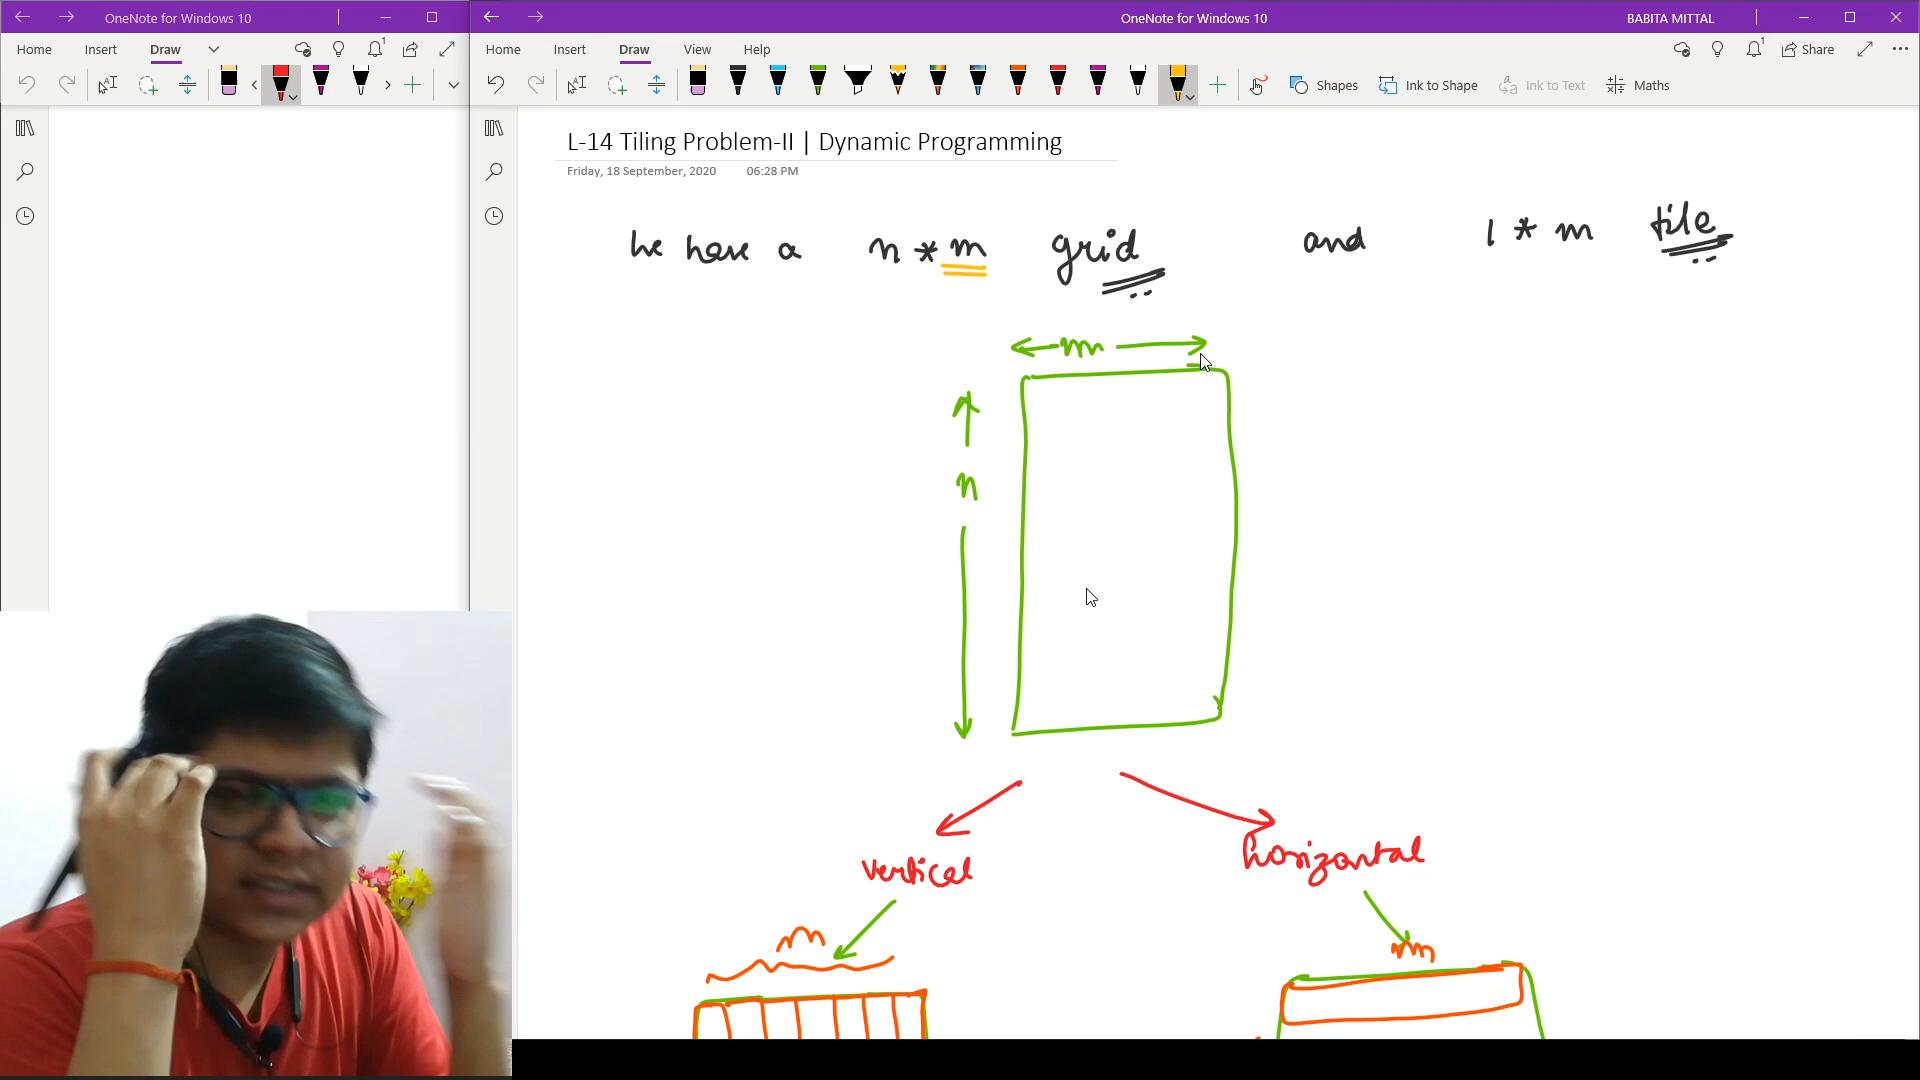 OneNote for Windows 10
Home Insert Draw
OneNote for Windows 10 BABITA MITTAL
Home Insert Draw View Help 1 Share
Shapes Ink to Shape Ink to Text Maths
L-14 Tiling Problem-II | Dynamic Programming
Friday, 18 September, 2020 06:28 PM
We have a n * m grid and 1 * m tile
m
n
vertical horizontal
m m